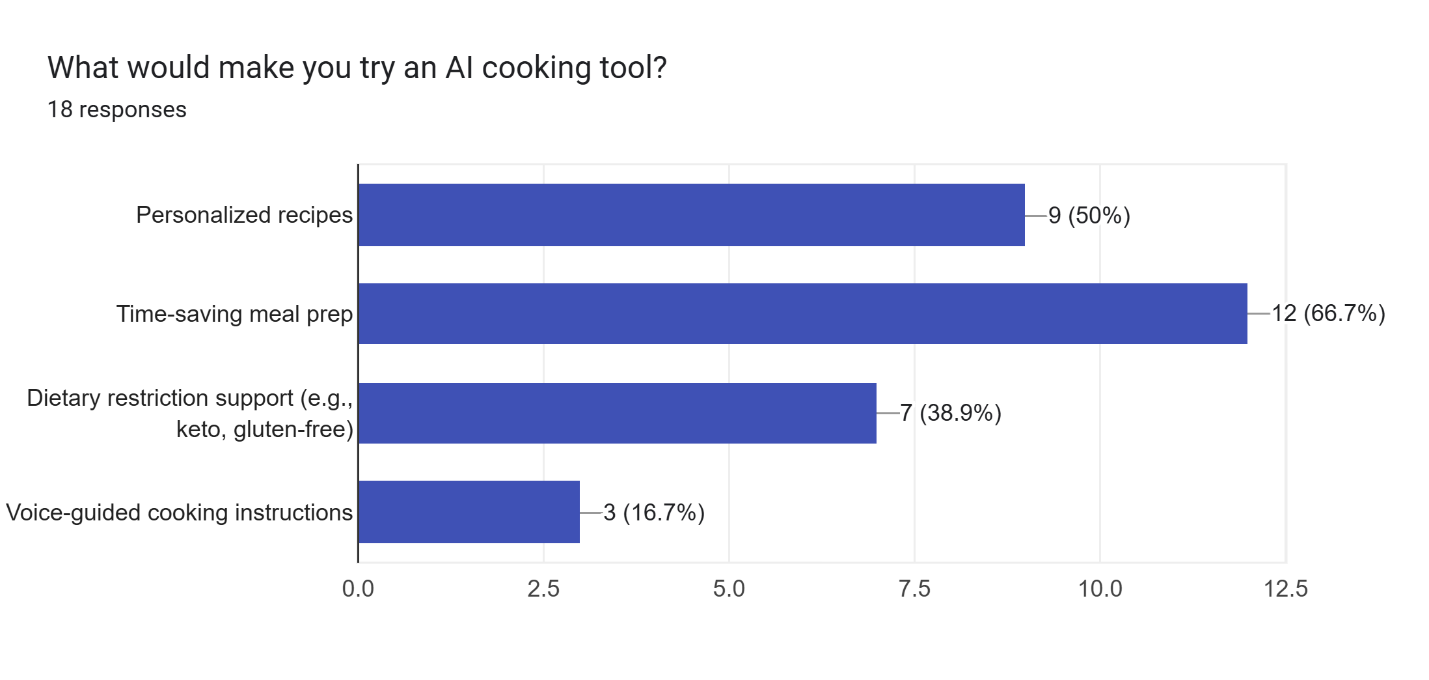 What would make you try an AI cooking tool?
18 responses
Personalized recipes
9 (50%)
Time-saving meal prep
12 (66.7%)
Dietary restriction support (e.g.,
keto, gluten-free)
7 (38.9%)
Voice-guided cooking instructions
3 (16.7%)
0.0 2.5 5.0 7.5 10.0 12.5